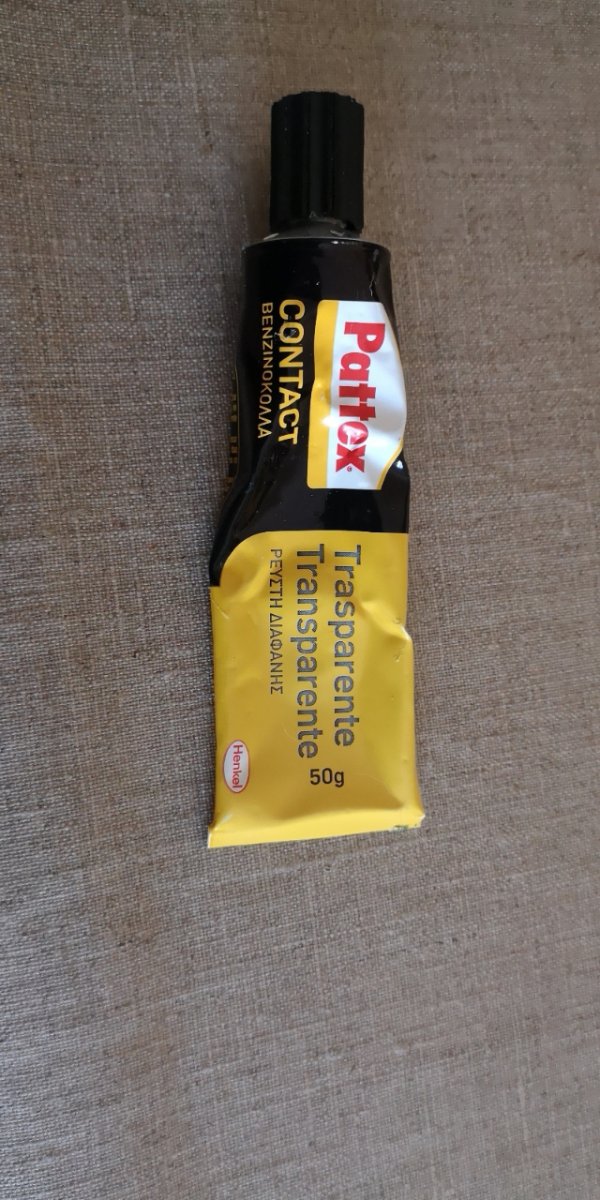 Pattex
CONTACT
ΒΕΝΖΙΝΟΚΟΛΛΑ
Trasparente
Transparente
ΡΕΥΣΤΗ ΔΙΑΦΑΝΗΣ
50g
Henkel